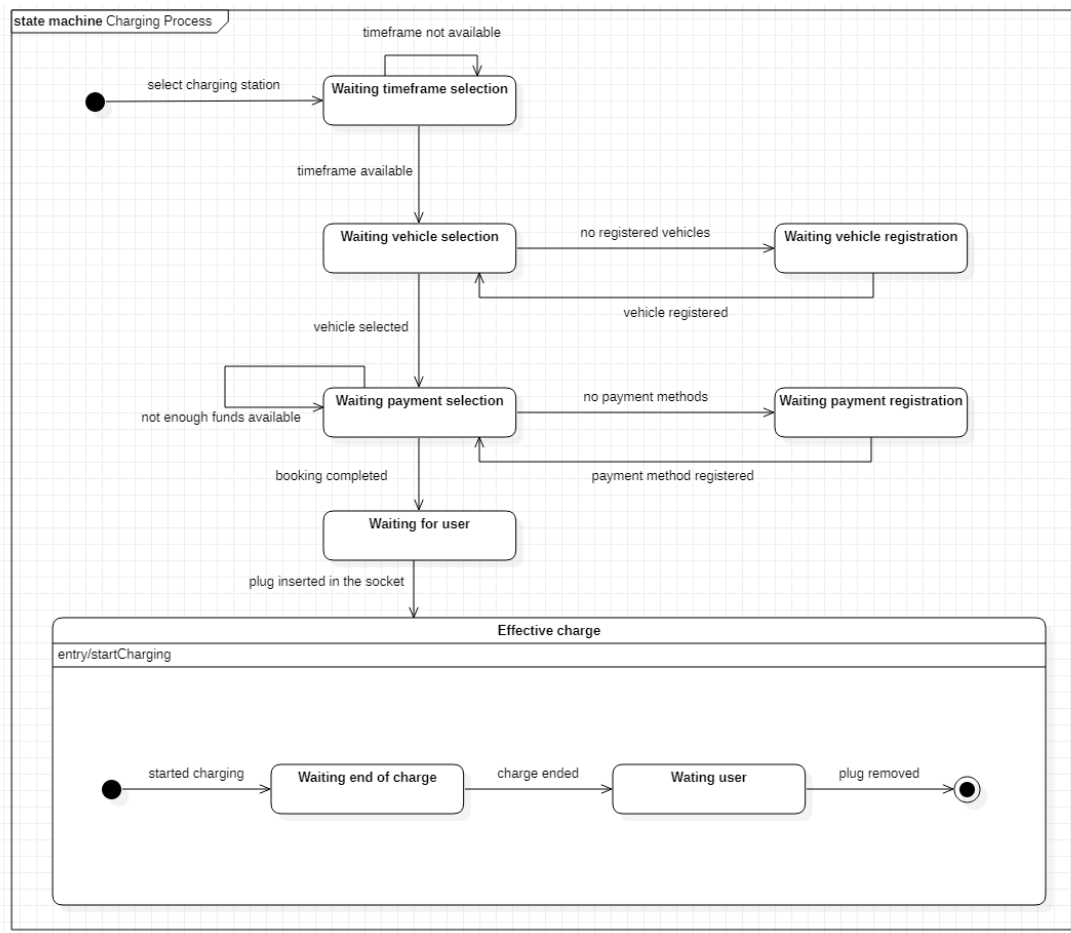 state machine Charging Process
timeframe not available
select charging station
Waiting timeframe selection
timeframe available
Waiting vehicle selection
no registered vehicles
Waiting vehicle registration
vehicle registered
vehicle selected
Waiting payment selection
no payment methods
Waiting payment registration
not enough funds available
booking completed
payment method registered
Waiting for user
plug inserted in the socket
Effective charge
entry/startCharging
started charging
Waiting end of charge
charge ended
Wating user
plug removed